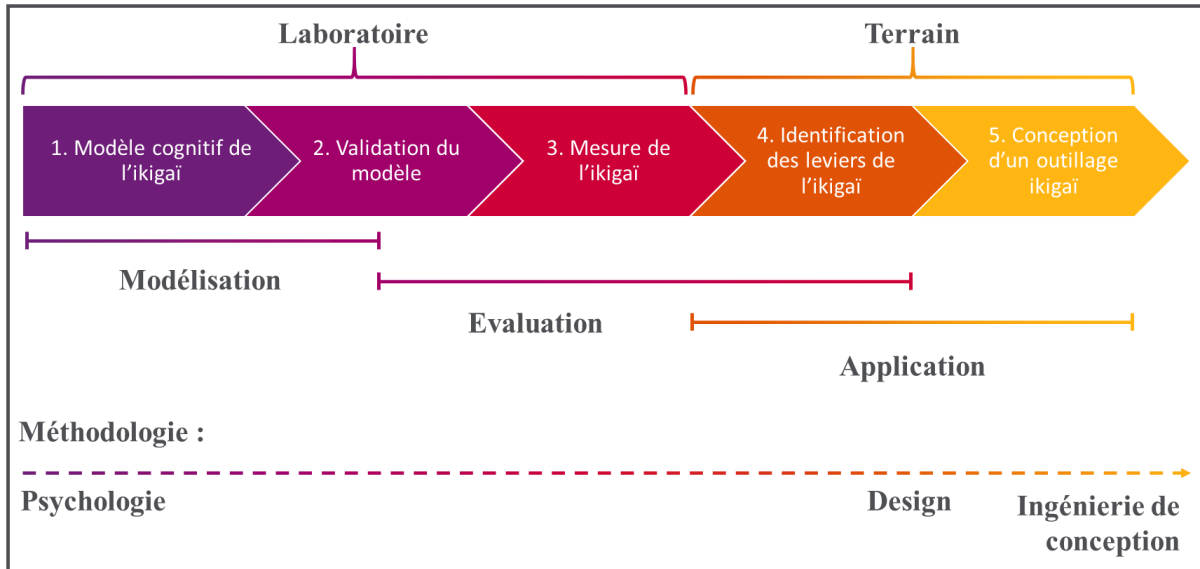 Laboratoire
Terrain
1. Modèle cognitif de
l'ikigaï
2. Validation du
modèle
3. Mesure de
l'ikigaï
4. Identification
des leviers de
l'ikigaï
5. Conception
d'un outillage
ikigaï
Modélisation
Evaluation
Application
Méthodologie :
Psychologie
Design
Ingénierie de
conception